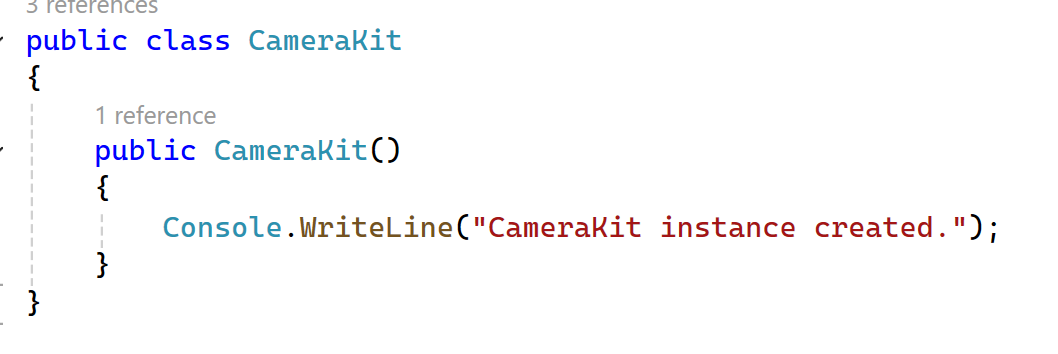 3 references
public class CameraKit
{
1 reference
public CameraKit()
{
Console.WriteLine("CameraKit instance created.");
}
}